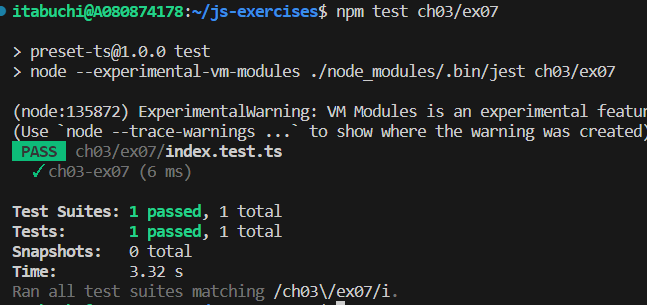 itabuchi@A080874178:~/js-exercises$ npm test ch03/ex07
> preset-ts@1.0.0 test
> node --experimental-vm-modules ./node_modules/.bin/jest ch03/ex07
(node:135872) ExperimentalWarning: VM Modules is an experimental featur
(Use `node --trace-warnings ...` to show where the warning was created)
PASS ch03/ex07/index.test.ts
✓ ch03-ex07 (6 ms)
Test Suites: 1 passed, 1 total
Tests: 1 passed, 1 total
Snapshots: 0 total
Time: 3.32 s
Ran all test suites matching /ch03\/ex07/i.